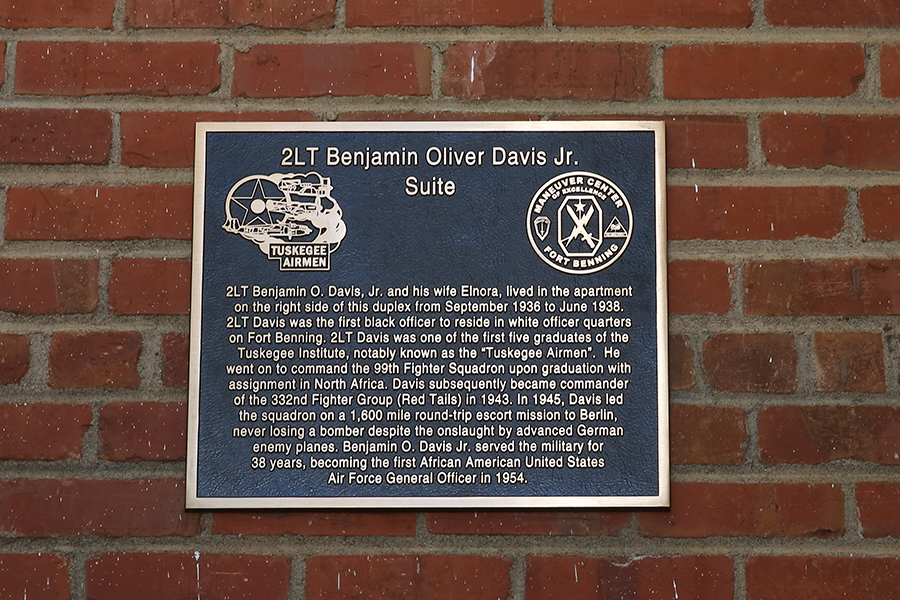 2LT Benjamin Oliver Davis Jr.
Suite
TUSKEGEE
AIRMEN
MANEUVER CENTER
OF EXCELLENCE
FORT BENNING
2LT Benjamin O. Davis, Jr. and his wife Elnora, lived in the apartment
on the right side of this duplex from September 1936 to June 1938.
2LT Davis was the first black officer to reside in white officer quarters
on Fort Benning. 2LT Davis was one of the first five graduates of the
Tuskegee Institute, notably known as the “Tuskegee Airmen”. He
went on to command the 99th Fighter Squadron upon graduation with
assignment in North Africa. Davis subsequently became commander
of the 332nd Fighter Group (Red Tails) in 1943. In 1945, Davis led
the squadron on a 1,600 mile round-trip escort mission to Berlin,
never losing a bomber despite the onslaught by advanced German
enemy planes. Benjamin O. Davis Jr. served the military for
38 years, becoming the first African American United States
Air Force General Officer in 1954.